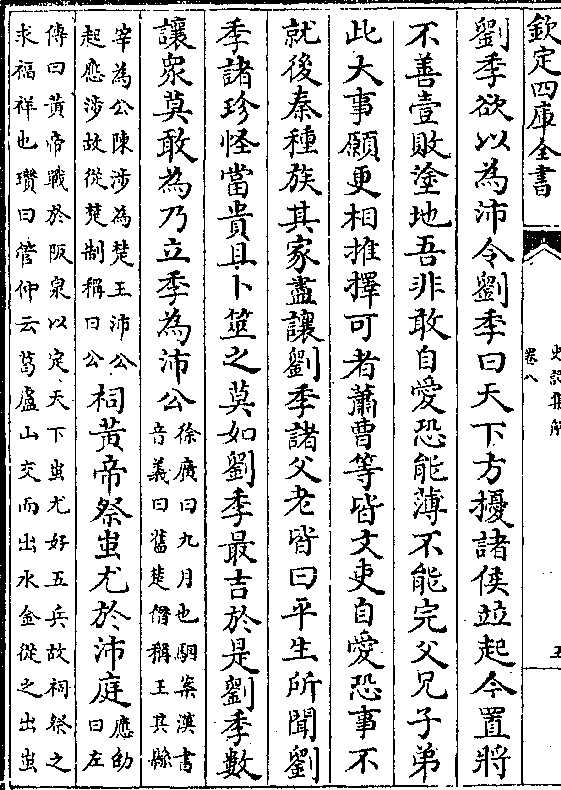 欽定四庫全書
史記集解
卷八
五
劉季欲以為沛令劉季曰天下方擾諸侯竝起今置將
不善壹敗塗地吾非敢自愛恐能薄不能完父兄子弟
此大事願更相推擇可者蕭曹等皆文吏自愛恐事不
就後秦種族其家盡讓劉季諸父老皆曰平生所聞劉
季諸珍怪當貴且卜筮之莫如劉季最吉於是劉季數
讓衆莫敢為乃立季為沛公
徐廣曰九月也駰案漢書
音義曰舊楚僭稱王其縣
宰為公陳涉為楚王沛公
起應涉故從楚制稱曰公
祠黃帝祭蚩尤於沛庭
應劭
曰左
傳曰黃帝戰於阪泉以定天下蚩尤好五兵故祠祭之
求福祥也瓚曰管仲云葛盧山交而出水金從之出蚩